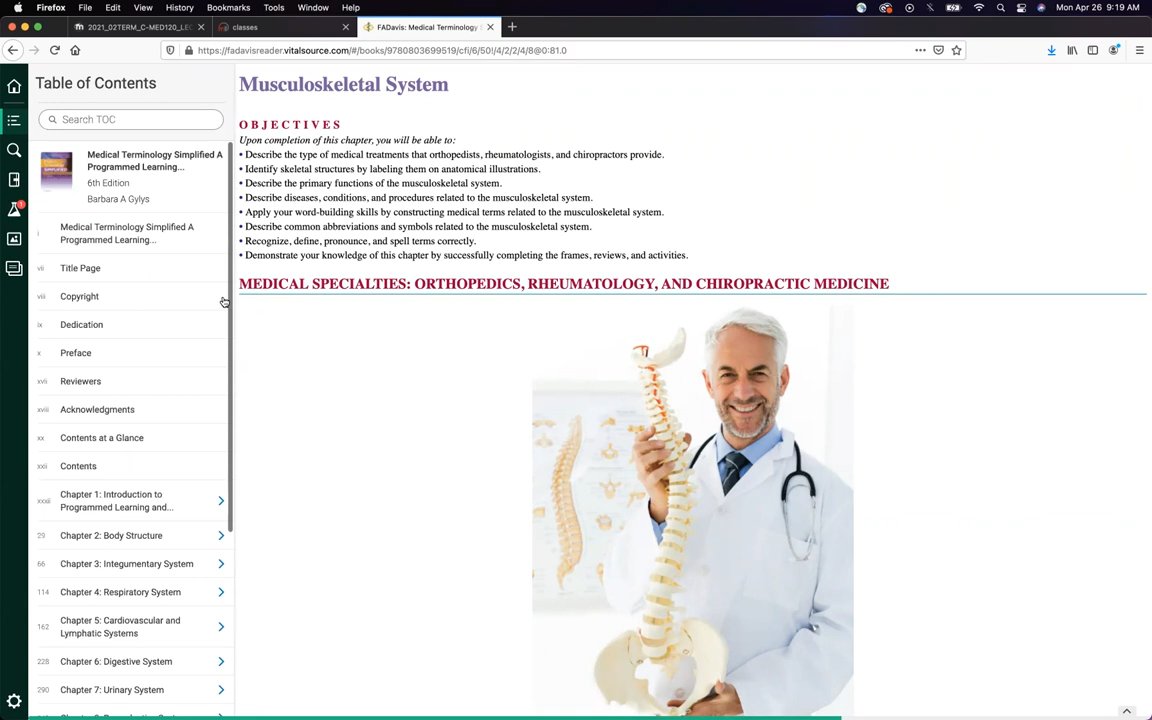 Firefox File Edit View History Bookmarks Tools Window Help Mon Apr 26 9:19 AM
2021_02TERM_C-MED120_LEC classes FADavis: Medical Terminology
https://fadavisreader.vitalsource.com/#/books/9780803699519/cfi/6/50!/4/2/2/4/8@0:81.0
Table of Contents
Search TOC
Medical Terminology Simplified A
Programmed Learning...
6th Edition
Barbara A Gylys
i Medical Terminology Simplified A
Programmed Learning...
vii Title Page
viii Copyright
ix Dedication
x Preface
xvii Reviewers
xviii Acknowledgments
xx Contents at a Glance
xxii Contents
xxxi Chapter 1: Introduction to
Programmed Learning and...
29 Chapter 2: Body Structure
66 Chapter 3: Integumentary System
114 Chapter 4: Respiratory System
162 Chapter 5: Cardiovascular and
Lymphatic Systems
228 Chapter 6: Digestive System
290 Chapter 7: Urinary System
Musculoskeletal System
OBJECTIVES
Upon completion of this chapter, you will be able to:
• Describe the type of medical treatments that orthopedists, rheumatologists, and chiropractors provide.
• Identify skeletal structures by labeling them on anatomical illustrations.
• Describe the primary functions of the musculoskeletal system.
• Describe diseases, conditions, and procedures related to the musculoskeletal system.
• Apply your word-building skills by constructing medical terms related to the musculoskeletal system.
• Describe common abbreviations and symbols related to the musculoskeletal system.
• Recognize, define, pronounce, and spell terms correctly.
• Demonstrate your knowledge of this chapter by successfully completing the frames, reviews, and activities.
MEDICAL SPECIALTIES: ORTHOPEDICS, RHEUMATOLOGY, AND CHIROPRACTIC MEDICINE